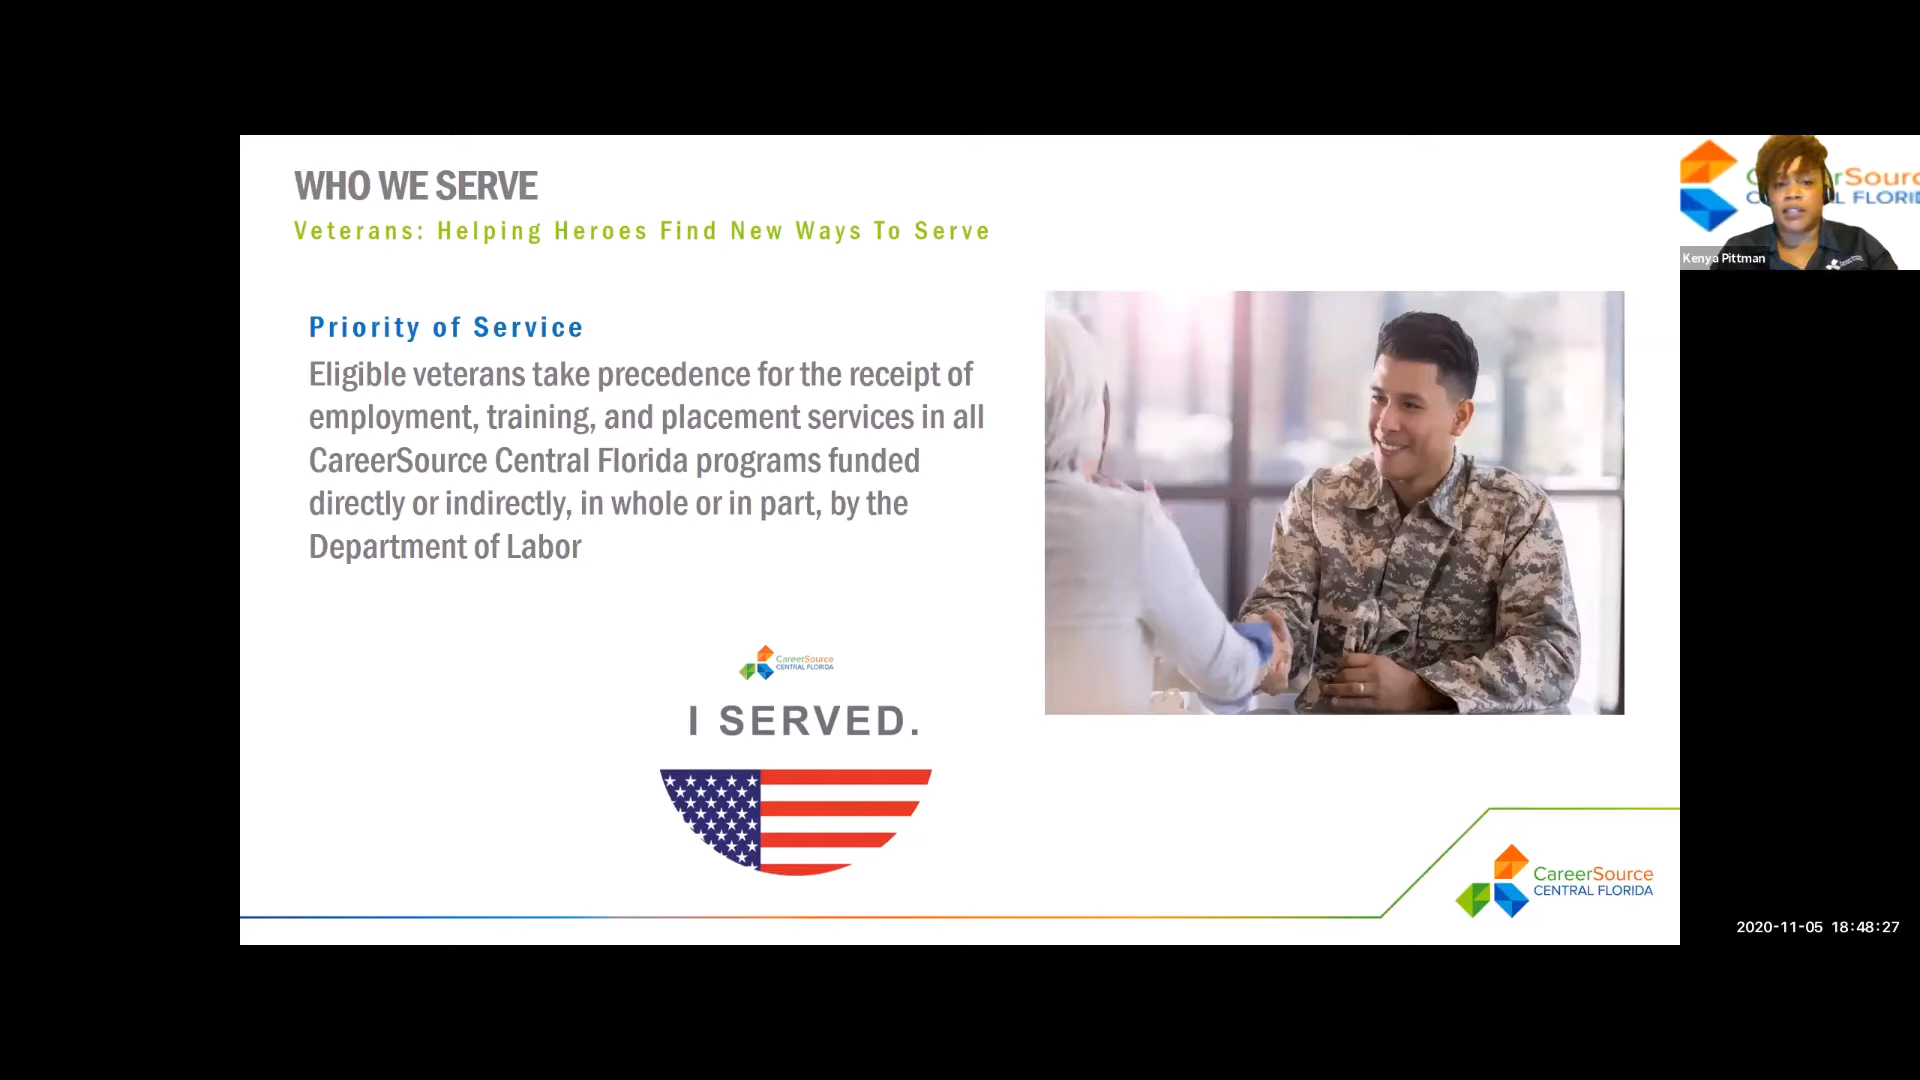 WHO WE SERVE
Veterans: Helping Heroes Find New Ways To Serve
Priority of Service
Eligible veterans take precedence for the receipt of
employment, training, and placement services in all
CareerSource Central Florida programs funded
directly or indirectly, in whole or in part, by the
Department of Labor
CareerSource
CENTRAL FLORIDA
I SERVED.
CareerSource
CENTRAL FLORIDA
Kenya Pittman
2020-11-05 18:48:27